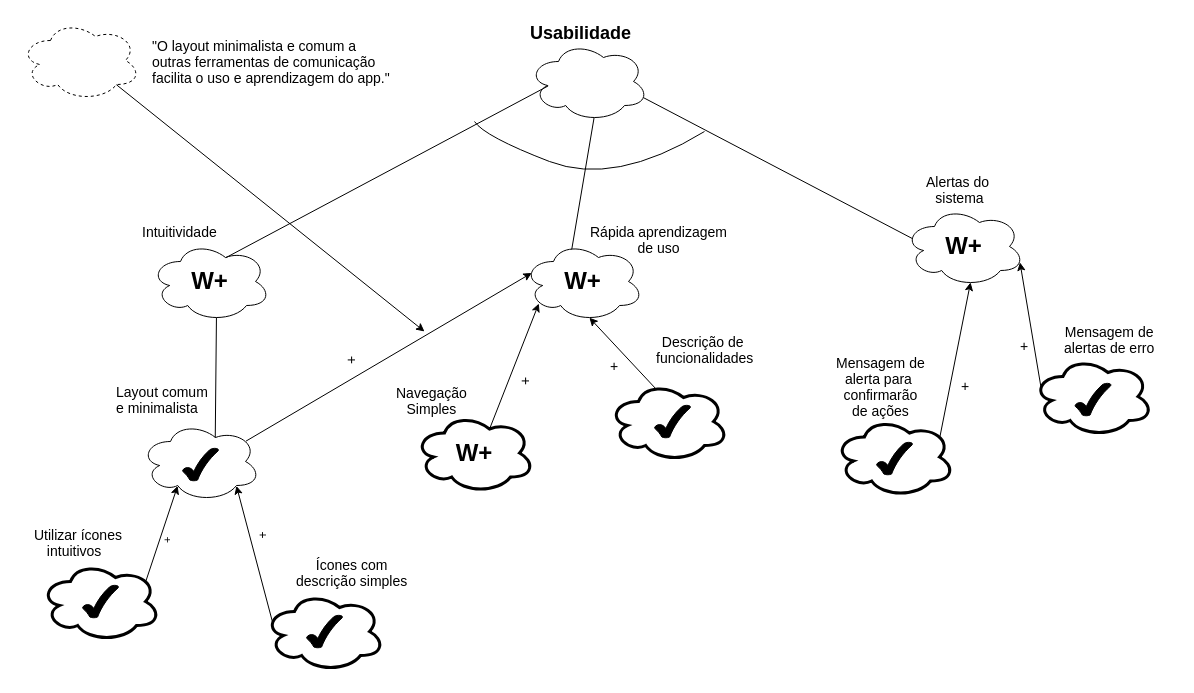 Usabilidade
"O layout minimalista e comum a
outras ferramentas de comunicação
facilita o uso e aprendizagem do app."
Alertas do
sistema
W+
Intuitividade
W+
Rápida aprendizagem
de uso
W+
+
+
+
Descrição de
funcionalidades
Mensagem de
alertas de erro
+
Mensagem de
alerta para
confirmarão
de ações
+
Layout comum
e minimalista
Navegação
Simples
W+
Utilizar ícones
intuitivos
+
+
Ícones com
descrição simples